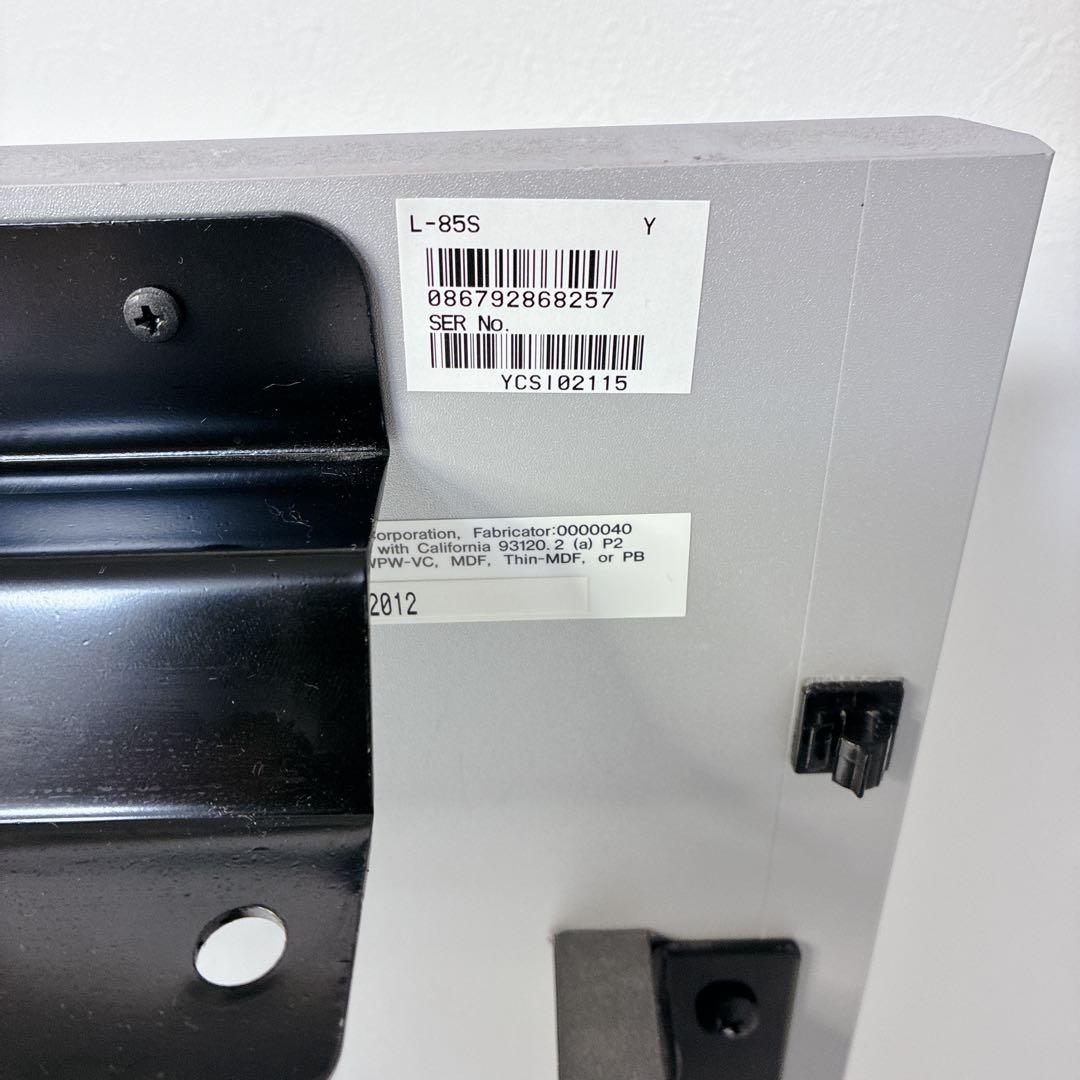 L-85S Y
086792868257
SER No.
YCSI02115
orporation, Fabricator:0000040
with California 93120.2 (a) P2
WPW-VC, MDF, Thin-MDF, or PB
2012